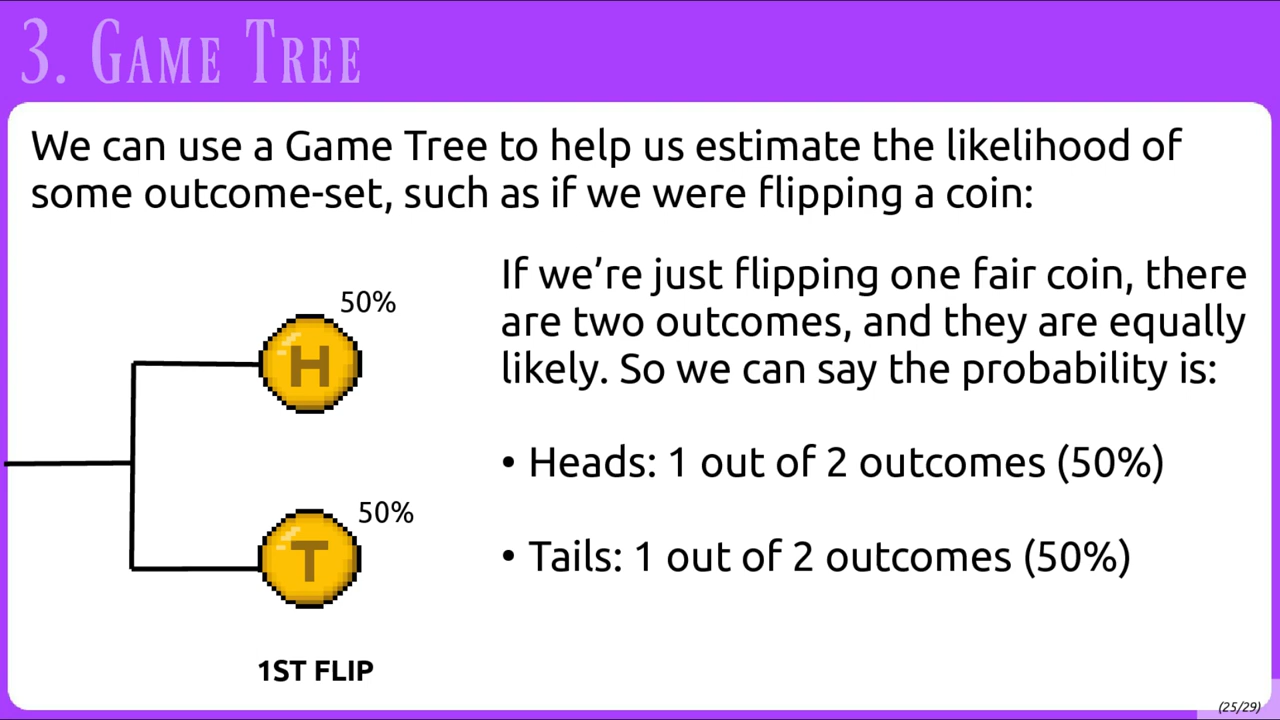 3. Game Tree
We can use a Game Tree to help us estimate the likelihood of
some outcome-set, such as if we were flipping a coin:
If we’re just flipping one fair coin, there
are two outcomes, and they are equally
likely. So we can say the probability is:
• Heads: 1 out of 2 outcomes (50%)
• Tails: 1 out of 2 outcomes (50%)
50%
H
50%
T
1ST FLIP
(25/29)